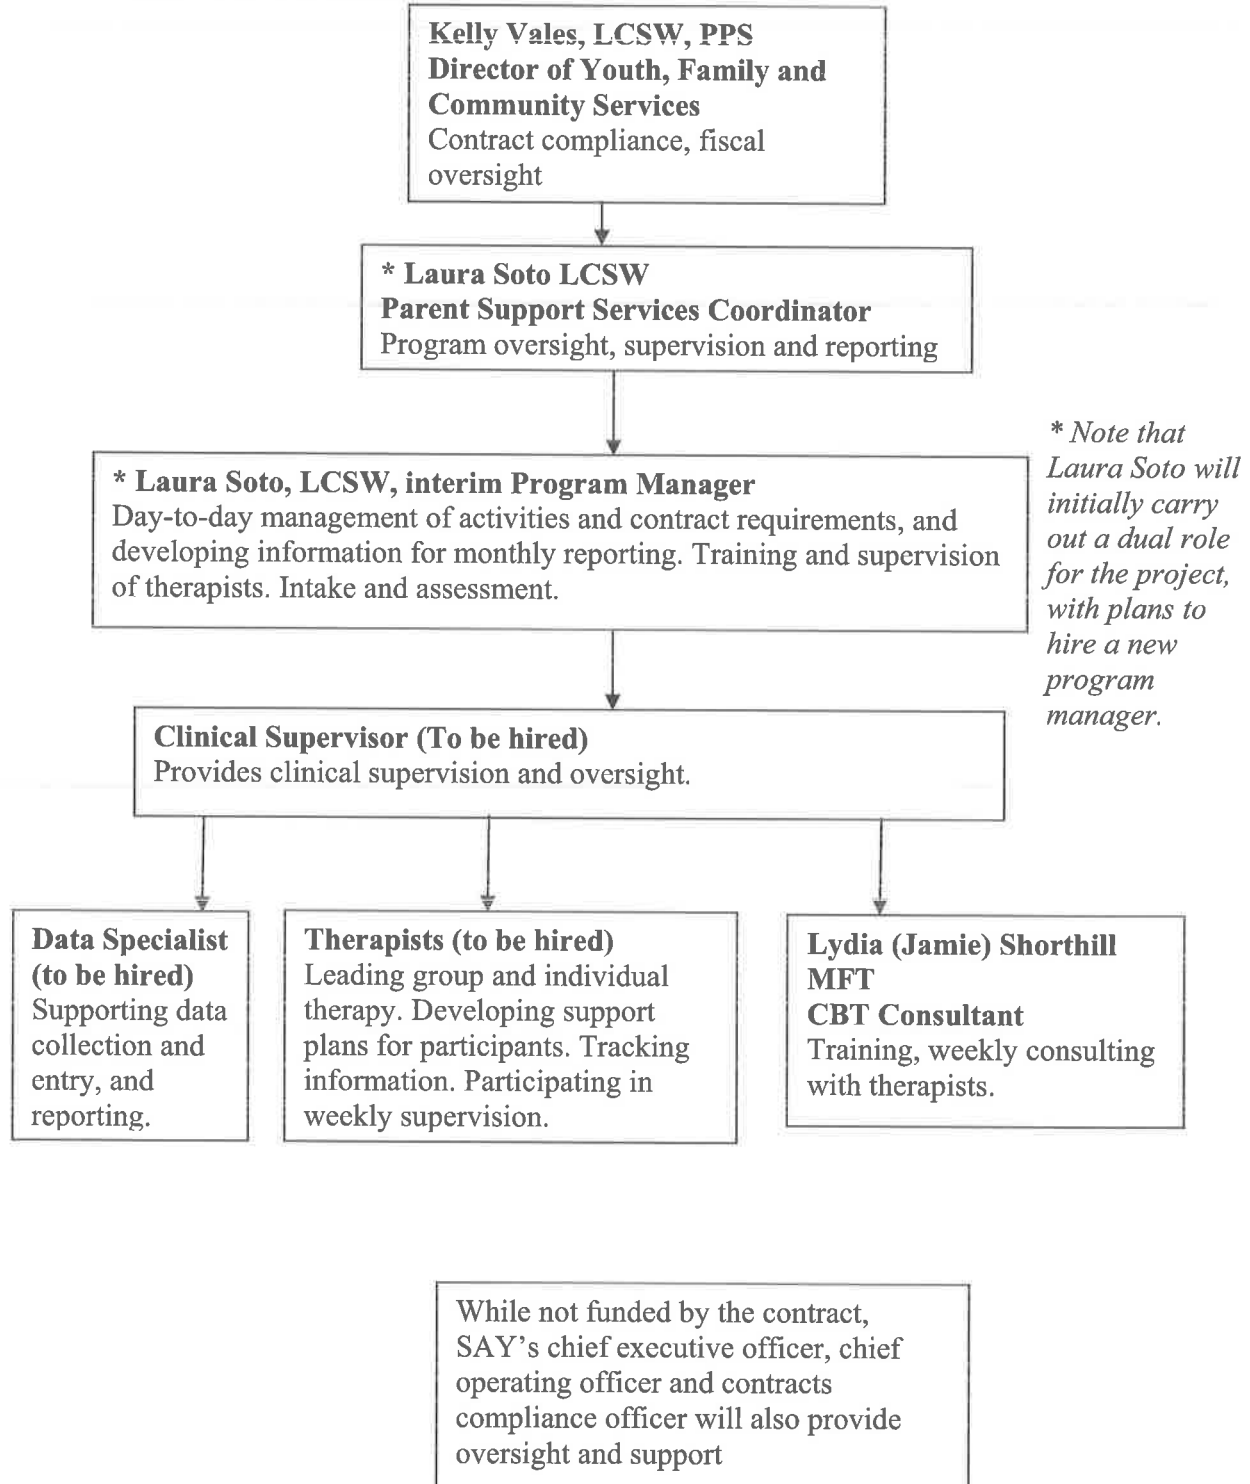 Kelly Vales, LCSW, PPS
Director of Youth, Family and
Community Services
Contract compliance, fiscal
oversight
* Laura Soto LCSW
Parent Support Services Coordinator
Program oversight, supervision and reporting
* Laura Soto, LCSW, interim Program Manager
Day-to-day management of activities and contract requirements, and
developing information for monthly reporting. Training and supervision
of therapists. Intake and assessment.
* Note that
Laura Soto will
initially carry
out a dual role
for the project,
with plans to
hire a new
program
manager.
Clinical Supervisor (To be hired)
Provides clinical supervision and oversight.
Data Specialist
(to be hired)
Supporting data
collection and
entry, and
reporting.
Therapists (to be hired)
Leading group and individual
therapy. Developing support
plans for participants. Tracking
information. Participating in
weekly supervision.
Lydia (Jamie) Shorthill
MFT
CBT Consultant
Training, weekly consulting
with therapists.
While not funded by the contract,
SAY’s chief executive officer, chief
operating officer and contracts
compliance officer will also provide
oversight and support